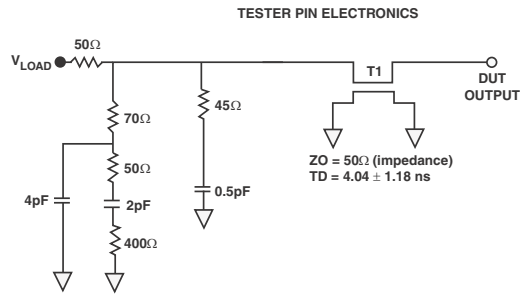 TESTER PIN ELECTRONICS
50Ω
VLOAD
T1
DUT
OUTPUT
70Ω
45Ω
ZO = 50Ω (impedance)
TD = 4.04 ± 1.18 ns
50Ω
4pF
2pF
0.5pF
400Ω